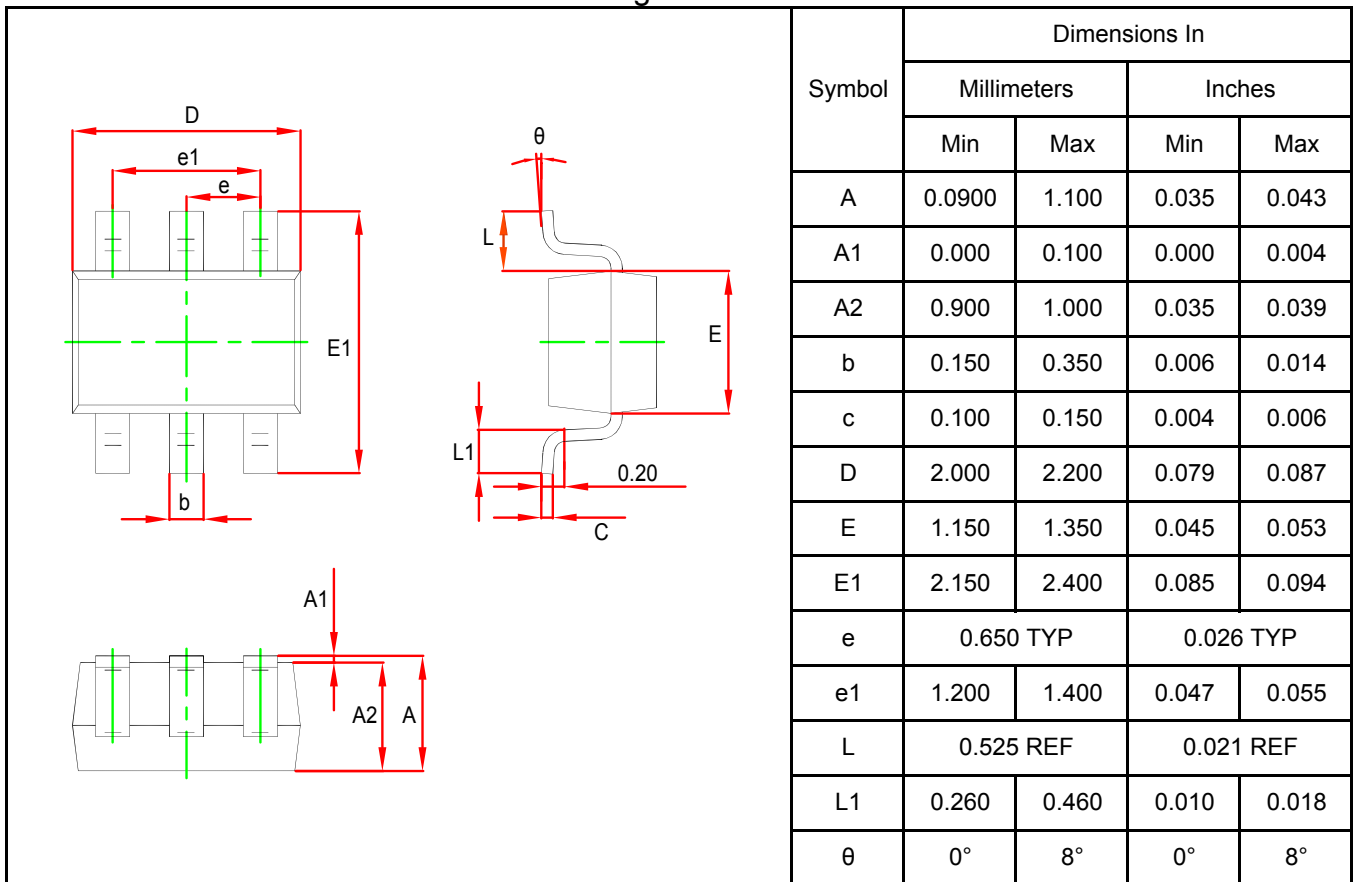 Dimensions In
Symbol Millimeters Inches
Min Max Min Max
A 0.0900 1.100 0.035 0.043
A1 0.000 0.100 0.000 0.004
A2 0.900 1.000 0.035 0.039
b 0.150 0.350 0.006 0.014
c 0.100 0.150 0.004 0.006
D 2.000 2.200 0.079 0.087
E 1.150 1.350 0.045 0.053
E1 2.150 2.400 0.085 0.094
e 0.650 TYP 0.026 TYP
e1 1.200 1.400 0.047 0.055
L 0.525 REF 0.021 REF
L1 0.260 0.460 0.010 0.018
θ 0° 8° 0° 8°
D
e1
e
E1
b
θ
L
E
L1
0.20
C
A1
A2 A